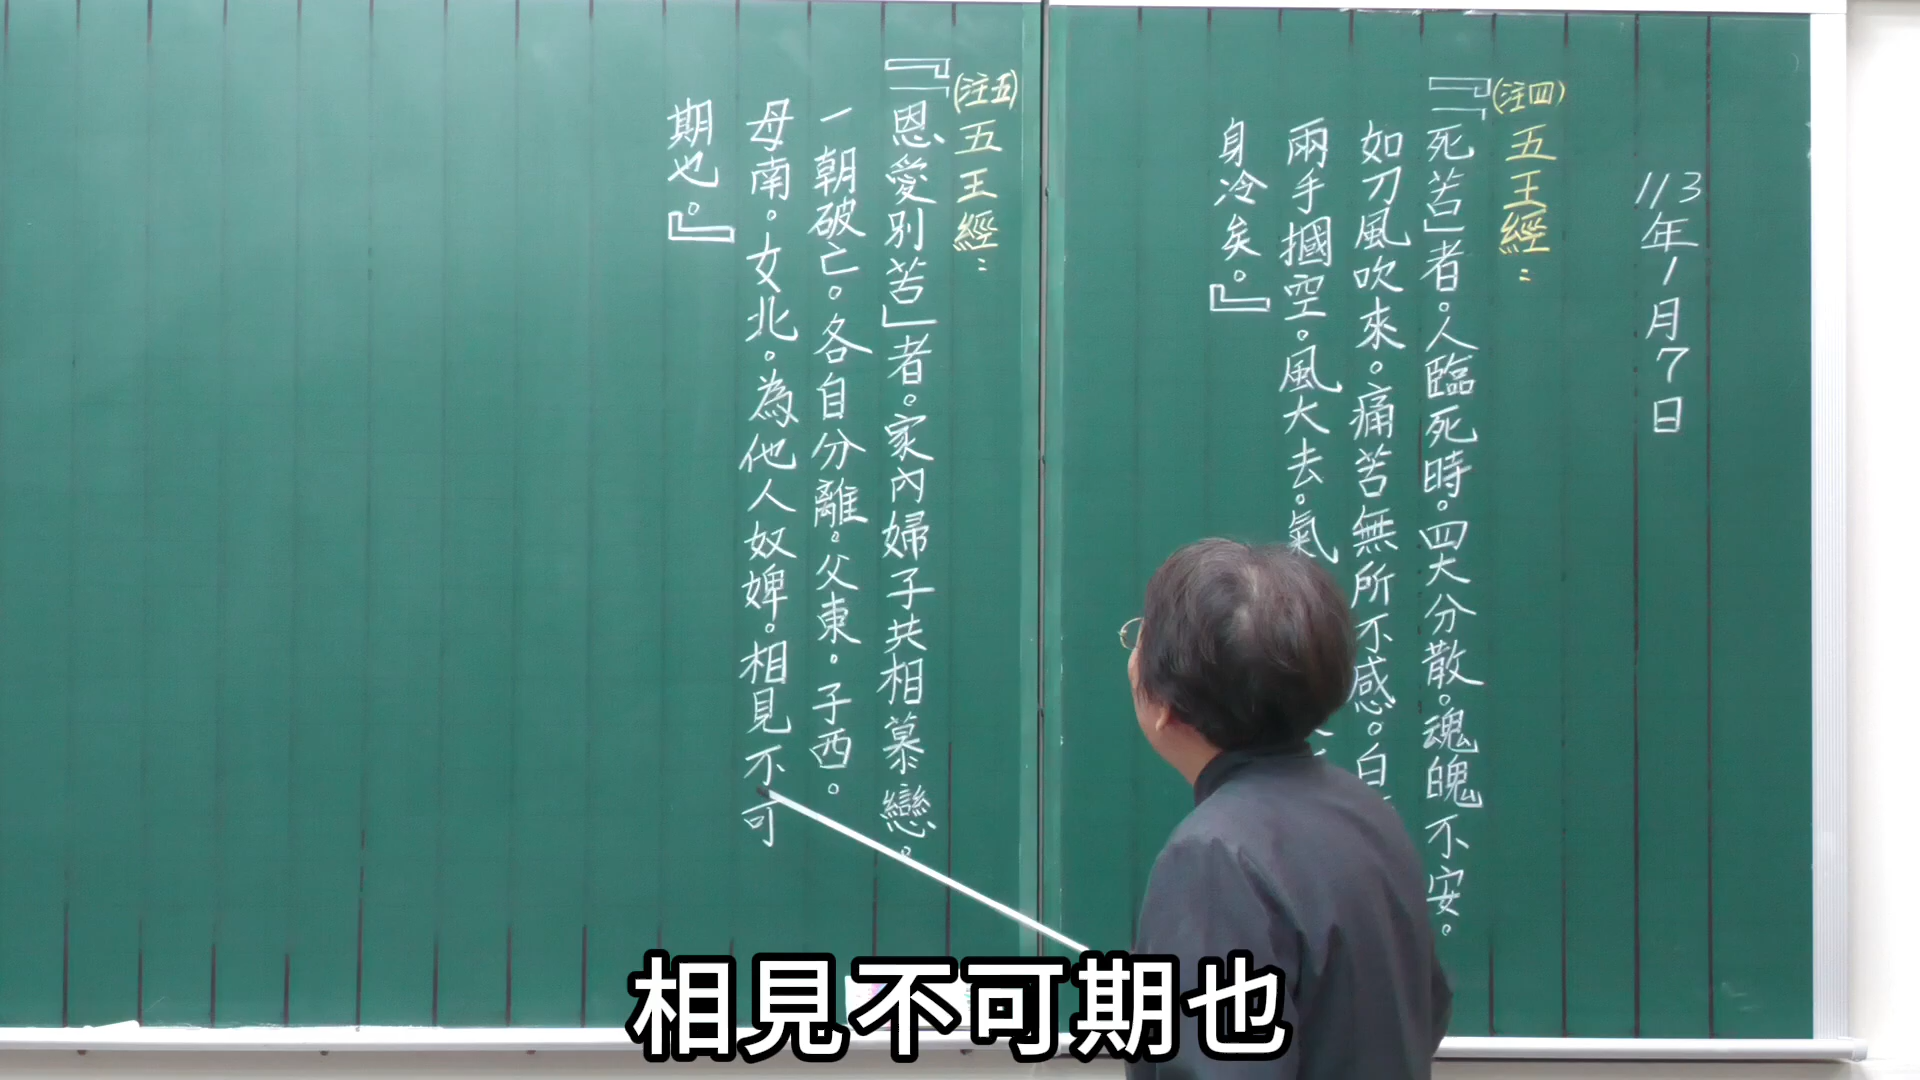 113年1月7日
(注四)五王經：
『「死苦」者。人臨死時。四大分散。魂魄不安。
如刀風吹來。痛苦無所不感。白
兩手摑空。風大去。氣
身冷矣。』
(注五)五王經：
『「恩愛別苦」者。家內婦子共相慕戀。
一朝破亡。各自分離。父東。子西。
母南。女北。為他人奴婢。相見不可
期也。』
相見不可期也